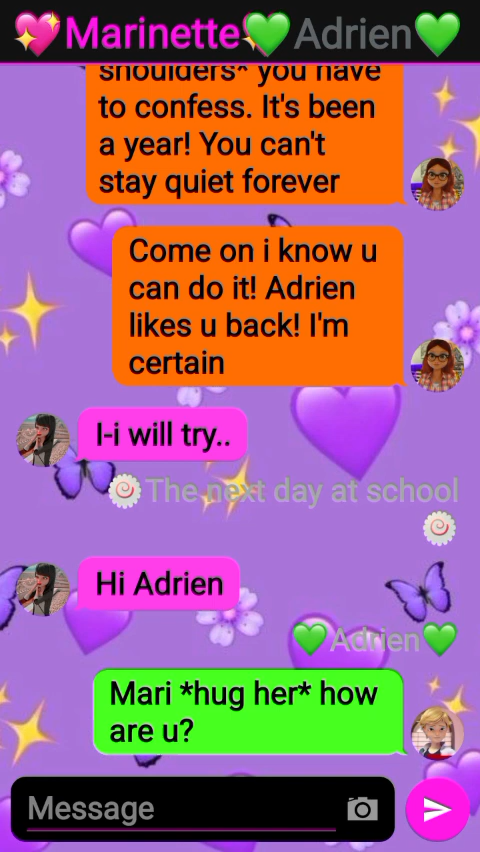 💖Marinette💖💚Adrien💚
shoulders* you have
to confess. It's been
a year! You can't
stay quiet forever
Come on i know u
can do it! Adrien
likes u back! I'm
certain
I-i will try..
🍥The next day at school
🍥
Hi Adrien
💚Adrien💚
Mari *hug her* how
are u?
Message